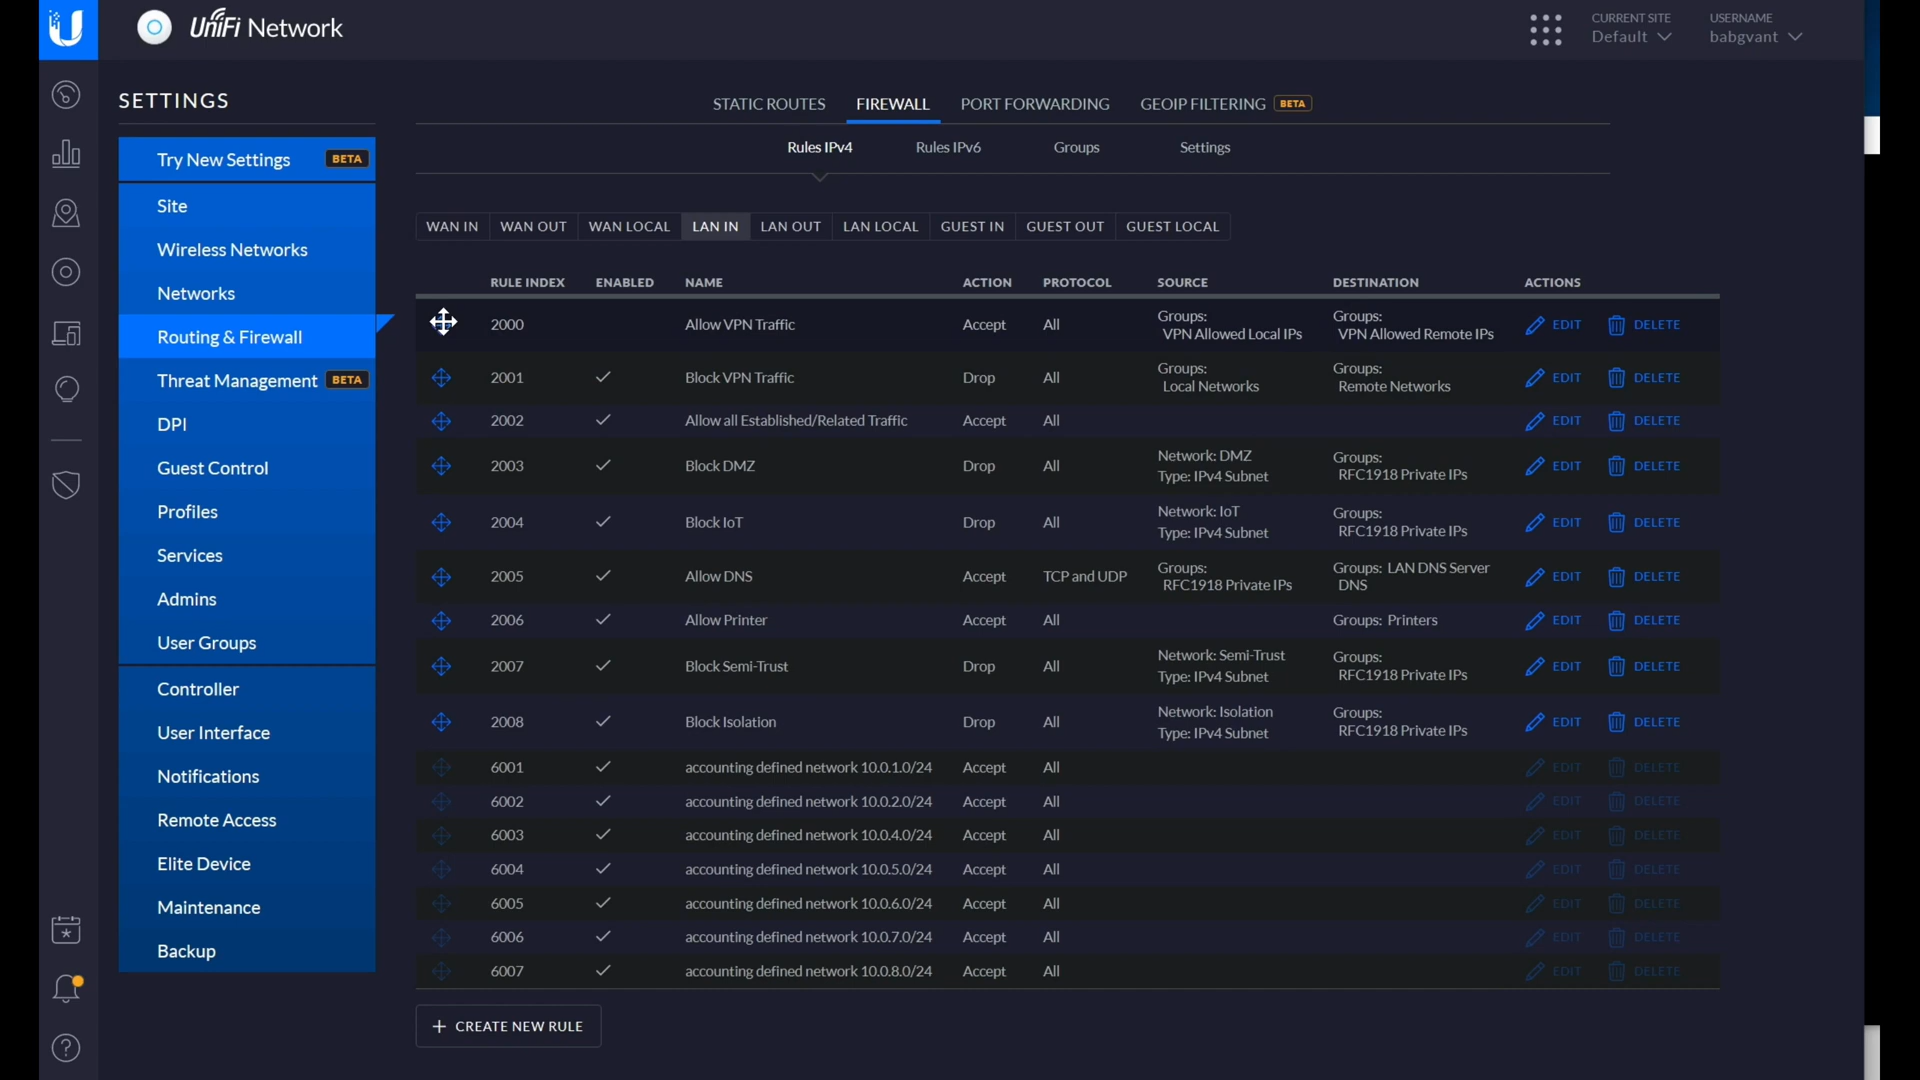 UniFi Network
CURRENT SITE
Default
USERNAME
babgvant
SETTINGS
Try New Settings BETA
Site
Wireless Networks
Networks
Routing & Firewall
Threat Management BETA
DPI
Guest Control
Profiles
Services
Admins
User Groups
Controller
User Interface
Notifications
Remote Access
Elite Device
Maintenance
Backup
STATIC ROUTES FIREWALL PORT FORWARDING GEOIP FILTERING BETA
Rules IPv4 Rules IPv6 Groups Settings
WAN IN WAN OUT WAN LOCAL LAN IN LAN OUT LAN LOCAL GUEST IN GUEST OUT GUEST LOCAL
RULE INDEX ENABLED NAME ACTION PROTOCOL SOURCE DESTINATION ACTIONS
2000 Allow VPN Traffic Accept All Groups: VPN Allowed Local IPs Groups: VPN Allowed Remote IPs EDIT DELETE
2001 Block VPN Traffic Drop All Groups: Local Networks Groups: Remote Networks EDIT DELETE
2002 Allow all Established/Related Traffic Accept All EDIT DELETE
2003 Block DMZ Drop All Network: DMZ Type: IPv4 Subnet Groups: RFC1918 Private IPs EDIT DELETE
2004 Block IoT Drop All Network: IoT Type: IPv4 Subnet Groups: RFC1918 Private IPs EDIT DELETE
2005 Allow DNS Accept TCP and UDP Groups: RFC1918 Private IPs Groups: LAN DNS Server DNS EDIT DELETE
2006 Allow Printer Accept All Groups: Printers EDIT DELETE
2007 Block Semi-Trust Drop All Network: Semi-Trust Type: IPv4 Subnet Groups: RFC1918 Private IPs EDIT DELETE
2008 Block Isolation Drop All Network: Isolation Type: IPv4 Subnet Groups: RFC1918 Private IPs EDIT DELETE
6001 accounting defined network 10.0.1.0/24 Accept All EDIT DELETE
6002 accounting defined network 10.0.2.0/24 Accept All EDIT DELETE
6003 accounting defined network 10.0.4.0/24 Accept All EDIT DELETE
6004 accounting defined network 10.0.5.0/24 Accept All EDIT DELETE
6005 accounting defined network 10.0.6.0/24 Accept All EDIT DELETE
6006 accounting defined network 10.0.7.0/24 Accept All EDIT DELETE
6007 accounting defined network 10.0.8.0/24 Accept All EDIT DELETE
+ CREATE NEW RULE